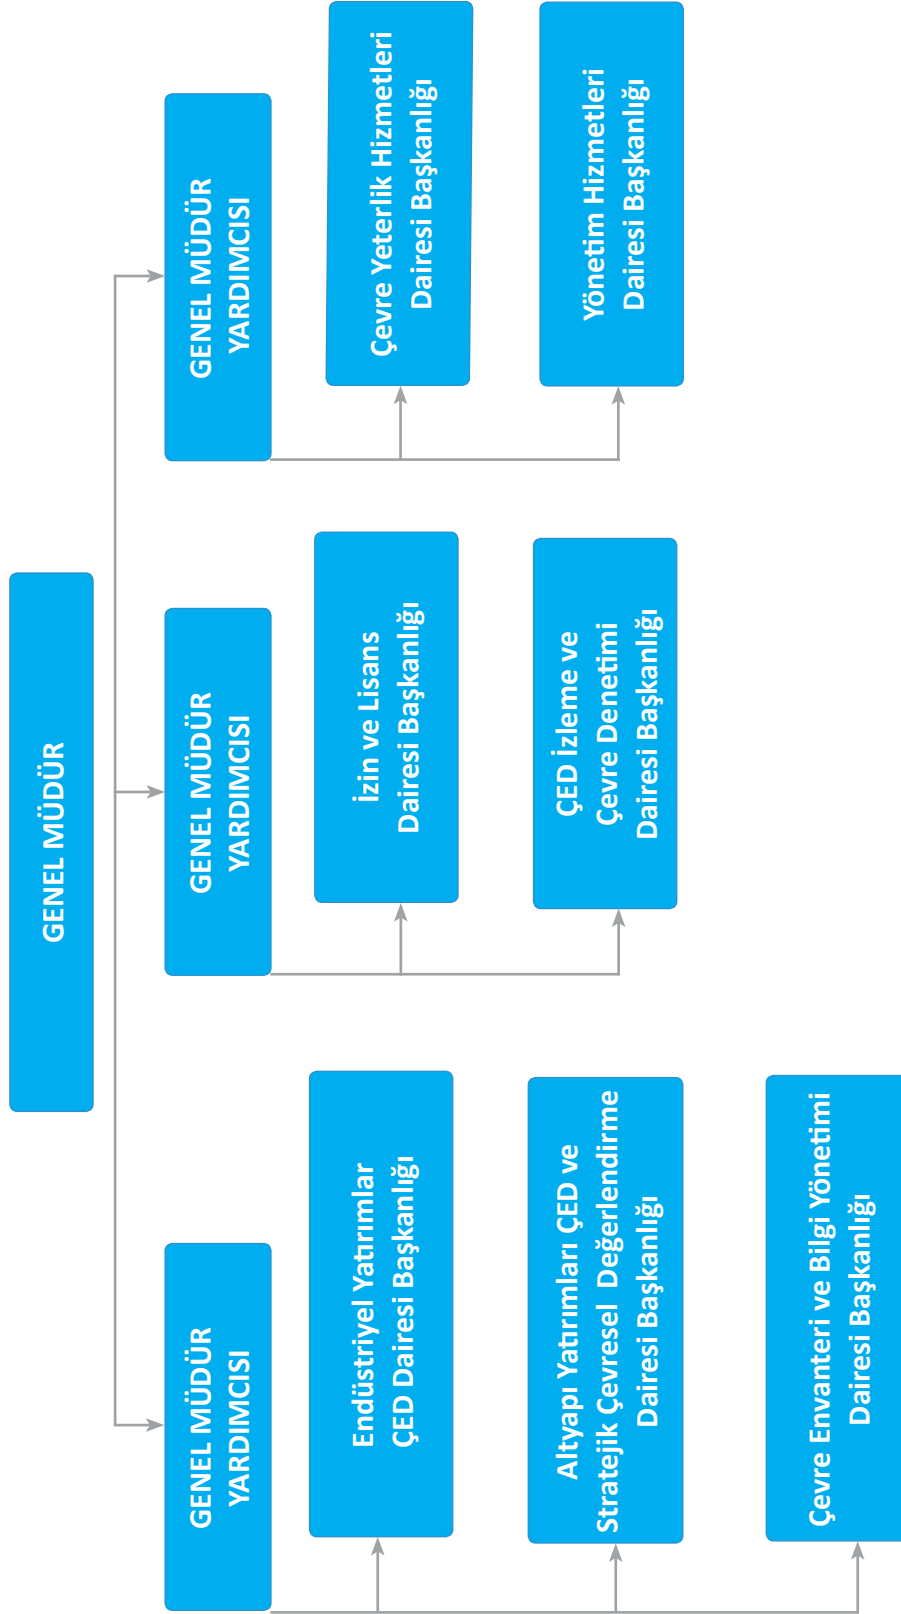 GENEL MÜDÜR
GENEL MÜDÜR
YARDIMCISI
Endüstriyel Yatırımlar
ÇED Dairesi Başkanlığı
Altyapı Yatırımları ÇED ve
Stratejik Çevresel Değerlendirme
Dairesi Başkanlığı
Çevre Envanteri ve Bilgi Yönetimi
Dairesi Başkanlığı
GENEL MÜDÜR
YARDIMCISI
İzin ve Lisans
Dairesi Başkanlığı
ÇED İzleme ve
Çevre Denetimi
Dairesi Başkanlığı
GENEL MÜDÜR
YARDIMCISI
Çevre Yeterlik Hizmetleri
Dairesi Başkanlığı
Yönetim Hizmetleri
Dairesi Başkanlığı